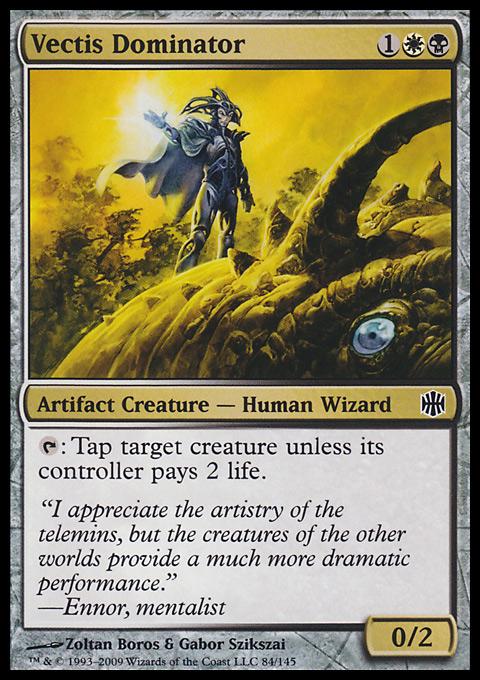 Vectis Dominator 1
Artifact Creature — Human Wizard
: Tap target creature unless its
controller pays 2 life.
“I appreciate the artistry of the
telemins, but the creatures of the other
worlds provide a much more dramatic
performance.”
—Ennor, mentalist
Zoltan Boros & Gabor Szikszai
0/2
™ & © 1993–2009 Wizards of the Coast LLC 84/145